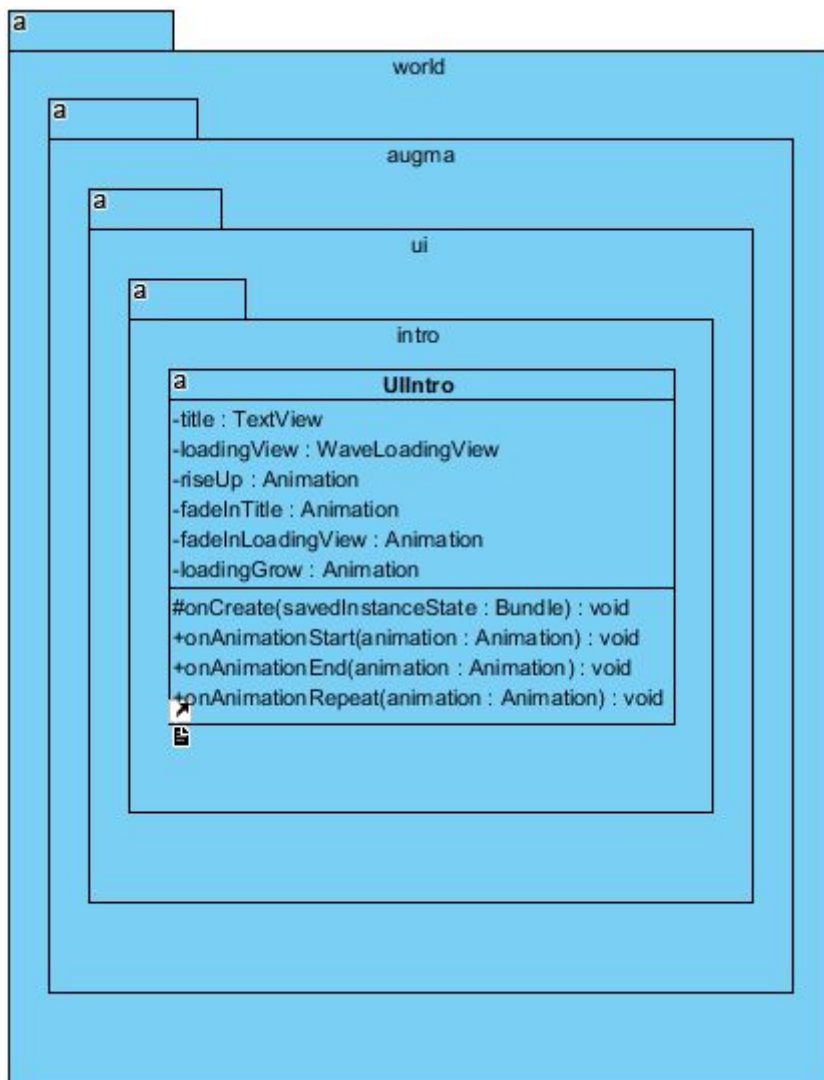 a
world
a
augma
a
ui
a
intro
a
UIIntro
-title : TextView
-loadingView : WaveLoadingView
-riseUp : Animation
-fadeInTitle : Animation
-fadeInLoadingView : Animation
-loadingGrow : Animation
#onCreate(savedInstanceState : Bundle) : void
+onAnimationStart(animation : Animation) : void
+onAnimationEnd(animation : Animation) : void
+onAnimationRepeat(animation : Animation) : void